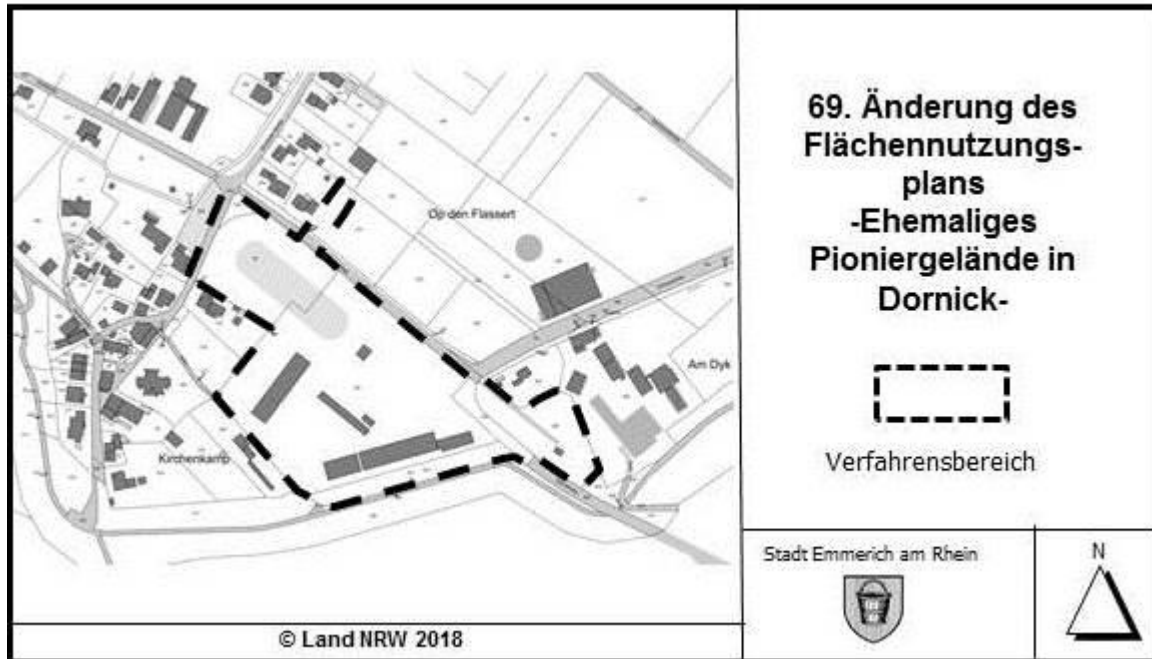 Op den Flassert
Am Dyk
Kirchenkamp
© Land NRW 2018
69. Änderung des
Flächennutzungs-
plans
-Ehemaliges
Pioniergelände in
Dornick-
Verfahrensbereich
Stadt Emmerich am Rhein
N